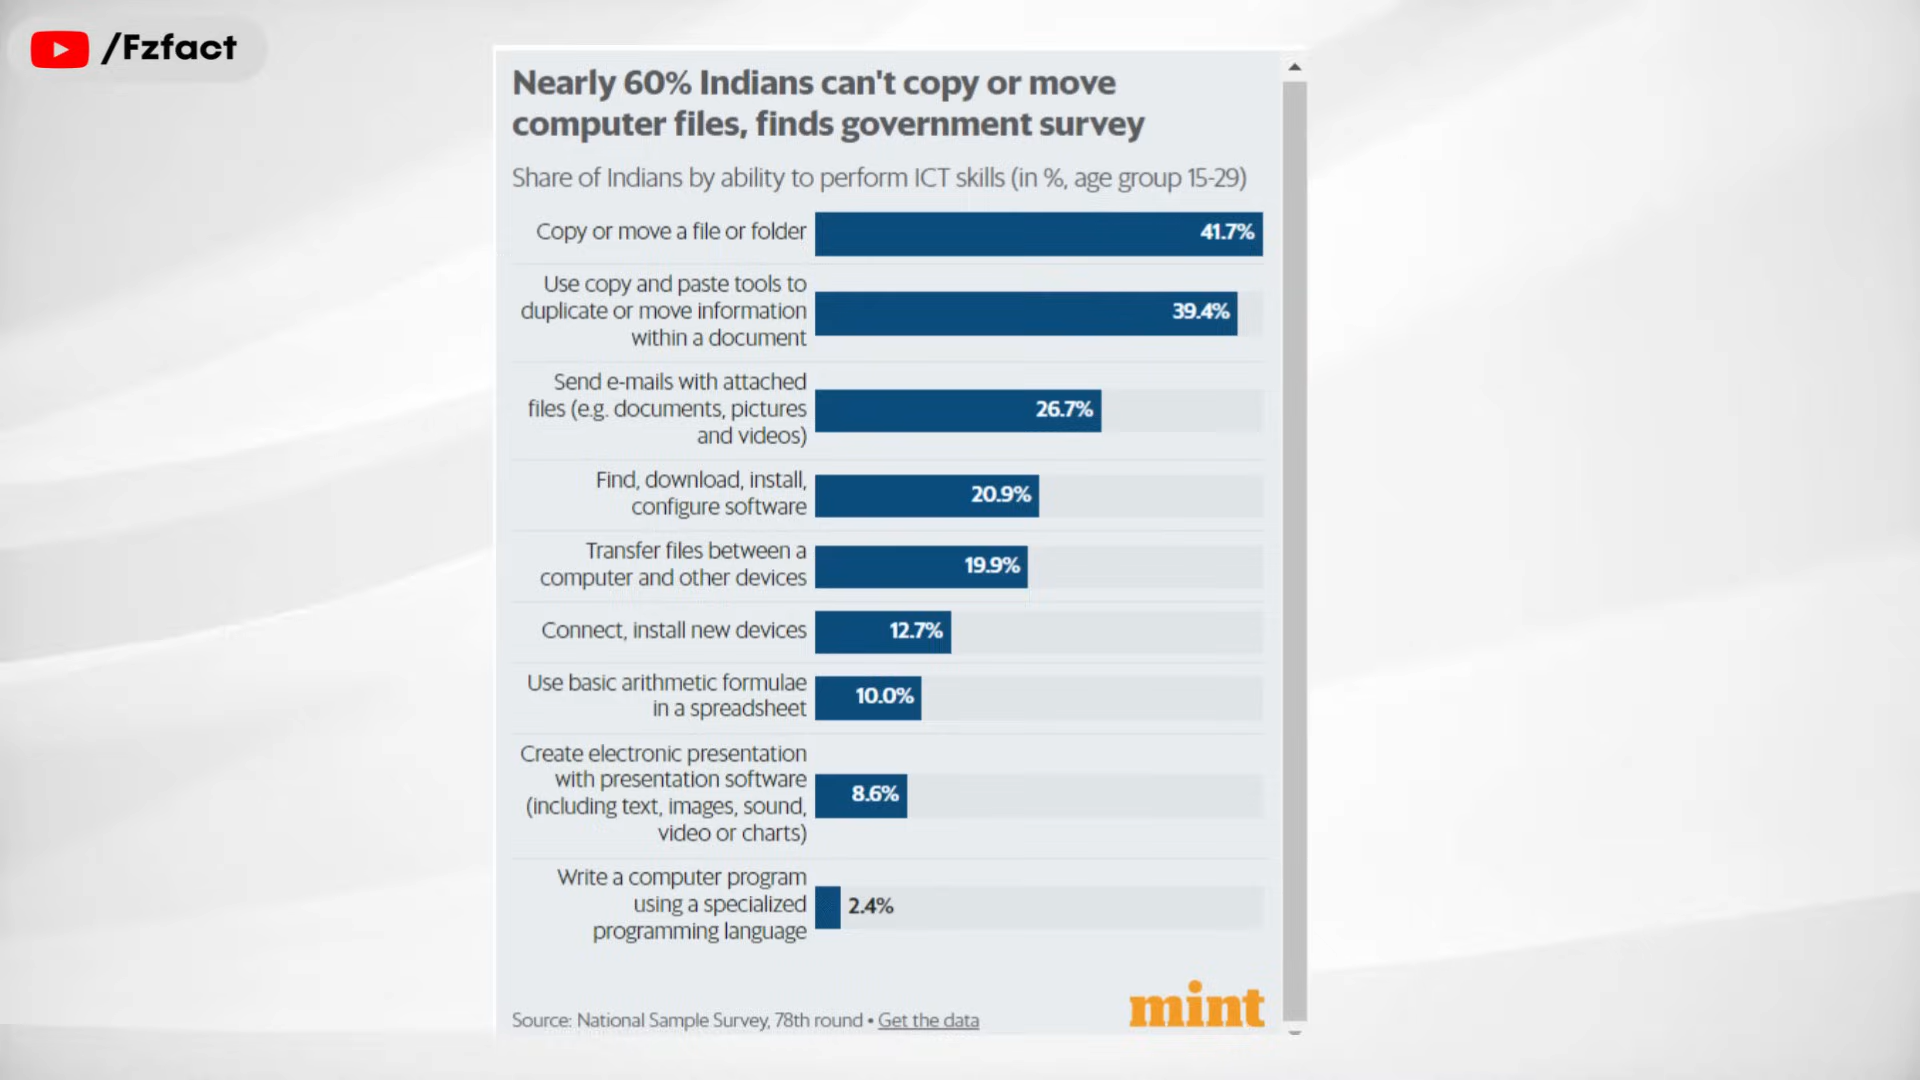 /Fzfact
Nearly 60% Indians can't copy or move
computer files, finds government survey
Share of Indians by ability to perform ICT skills (in %, age group 15-29)
Copy or move a file or folder
41.7%
Use copy and paste tools to
duplicate or move information
within a document
39.4%
Send e-mails with attached
files (e.g. documents, pictures
and videos)
26.7%
Find, download, install,
configure software
20.9%
Transfer files between a
computer and other devices
19.9%
Connect, install new devices
12.7%
Use basic arithmetic formulae
in a spreadsheet
10.0%
Create electronic presentation
with presentation software
(including text, images, sound,
video or charts)
8.6%
Write a computer program
using a specialized
programming language
2.4%
mint
Source: National Sample Survey, 78th round • Get the data